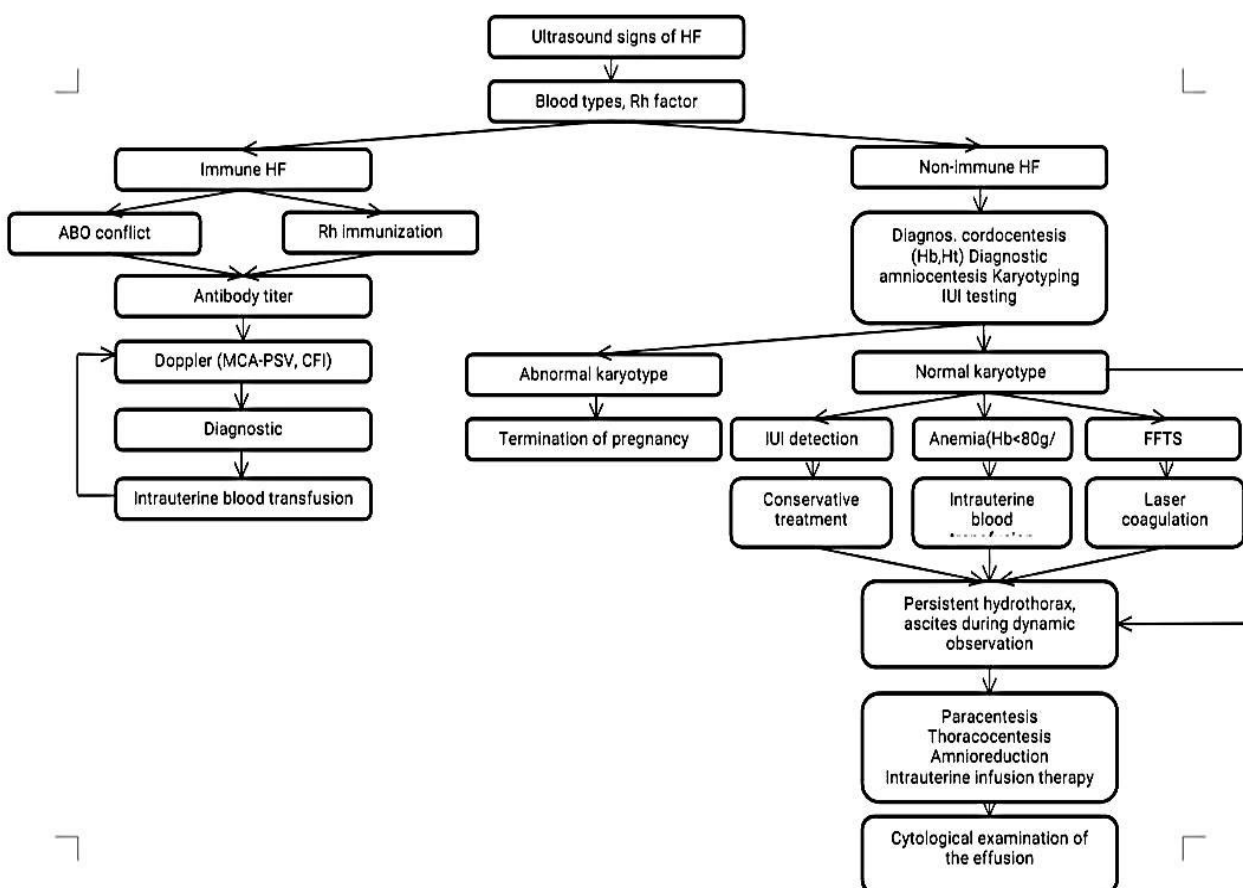 Ultrasound signs of HF
Blood types, Rh factor
Immune HF
Non-immune HF
ABO conflict
Rh immunization
Diagnos. cordocentesis
(Hb,Ht) Diagnostic
amniocentesis Karyotyping
IUI testing
Antibody titer
Doppler (MCA-PSV, CFI)
Abnormal karyotype
Normal karyotype
Diagnostic
Termination of pregnancy
IUI detection
Anemia(Hb<80g/
FFTS
Intrauterine blood transfusion
Conservative
treatment
Intrauterine
blood
Laser
coagulation
Persistent hydrothorax,
ascites during dynamic
observation
Paracentesis
Thoracocentesis
Amnioreduction
Intrauterine infusion therapy
Cytological examination of
the effusion